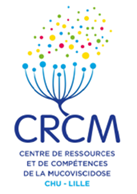 CRCM
CENTRE DE RESSOURCES
ET DE COMPÉTENCES
DE LA MUCOVISCIDOSE
CHU - LILLE